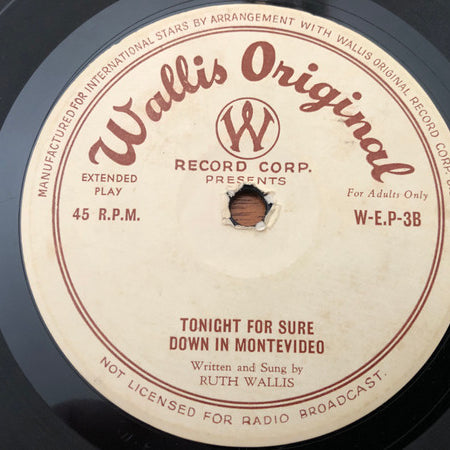 MANUFACTURED FOR INTERNATIONAL STARS BY ARRANGEMENT WITH WALLIS ORIGINAL RECORD CORP.
Wallis Original
W
RECORD CORP.
PRESENTS
EXTENDED
PLAY
For Adults Only
45 R.P.M.
W-E.P-3B
TONIGHT FOR SURE
DOWN IN MONTEVIDEO
Written and Sung by
RUTH WALLIS
NOT LICENSED FOR RADIO BROADCAST.